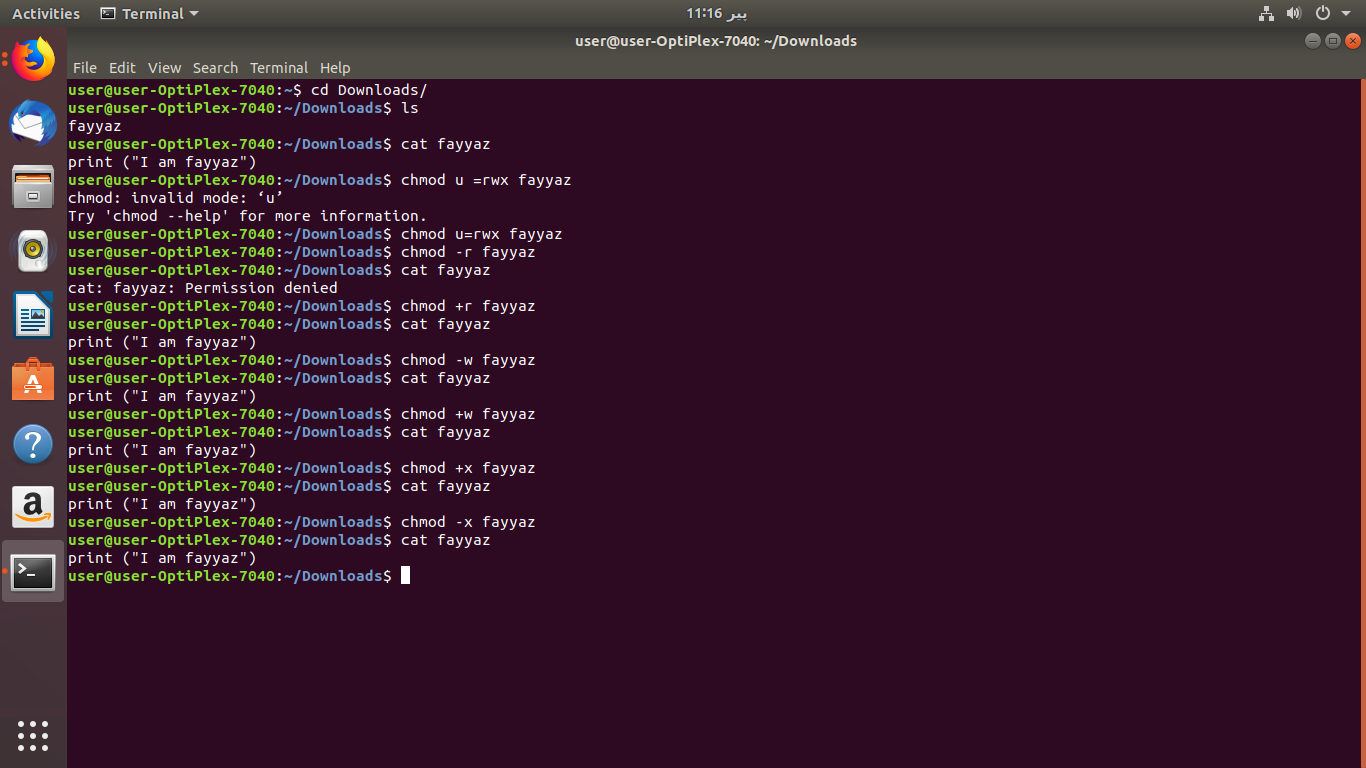 Activities Terminal پیر 11:16
user@user-OptiPlex-7040: ~/Downloads
File Edit View Search Terminal Help
user@user-OptiPlex-7040:~$ cd Downloads/
user@user-OptiPlex-7040:~/Downloads$ ls
fayyaz
user@user-OptiPlex-7040:~/Downloads$ cat fayyaz
print ("I am fayyaz")
user@user-OptiPlex-7040:~/Downloads$ chmod u =rwx fayyaz
chmod: invalid mode: ‘u’
Try 'chmod --help' for more information.
user@user-OptiPlex-7040:~/Downloads$ chmod u=rwx fayyaz
user@user-OptiPlex-7040:~/Downloads$ chmod -r fayyaz
user@user-OptiPlex-7040:~/Downloads$ cat fayyaz
cat: fayyaz: Permission denied
user@user-OptiPlex-7040:~/Downloads$ chmod +r fayyaz
user@user-OptiPlex-7040:~/Downloads$ cat fayyaz
print ("I am fayyaz")
user@user-OptiPlex-7040:~/Downloads$ chmod -w fayyaz
user@user-OptiPlex-7040:~/Downloads$ cat fayyaz
print ("I am fayyaz")
user@user-OptiPlex-7040:~/Downloads$ chmod +w fayyaz
user@user-OptiPlex-7040:~/Downloads$ cat fayyaz
print ("I am fayyaz")
user@user-OptiPlex-7040:~/Downloads$ chmod +x fayyaz
user@user-OptiPlex-7040:~/Downloads$ cat fayyaz
print ("I am fayyaz")
user@user-OptiPlex-7040:~/Downloads$ chmod -x fayyaz
user@user-OptiPlex-7040:~/Downloads$ cat fayyaz
print ("I am fayyaz")
user@user-OptiPlex-7040:~/Downloads$